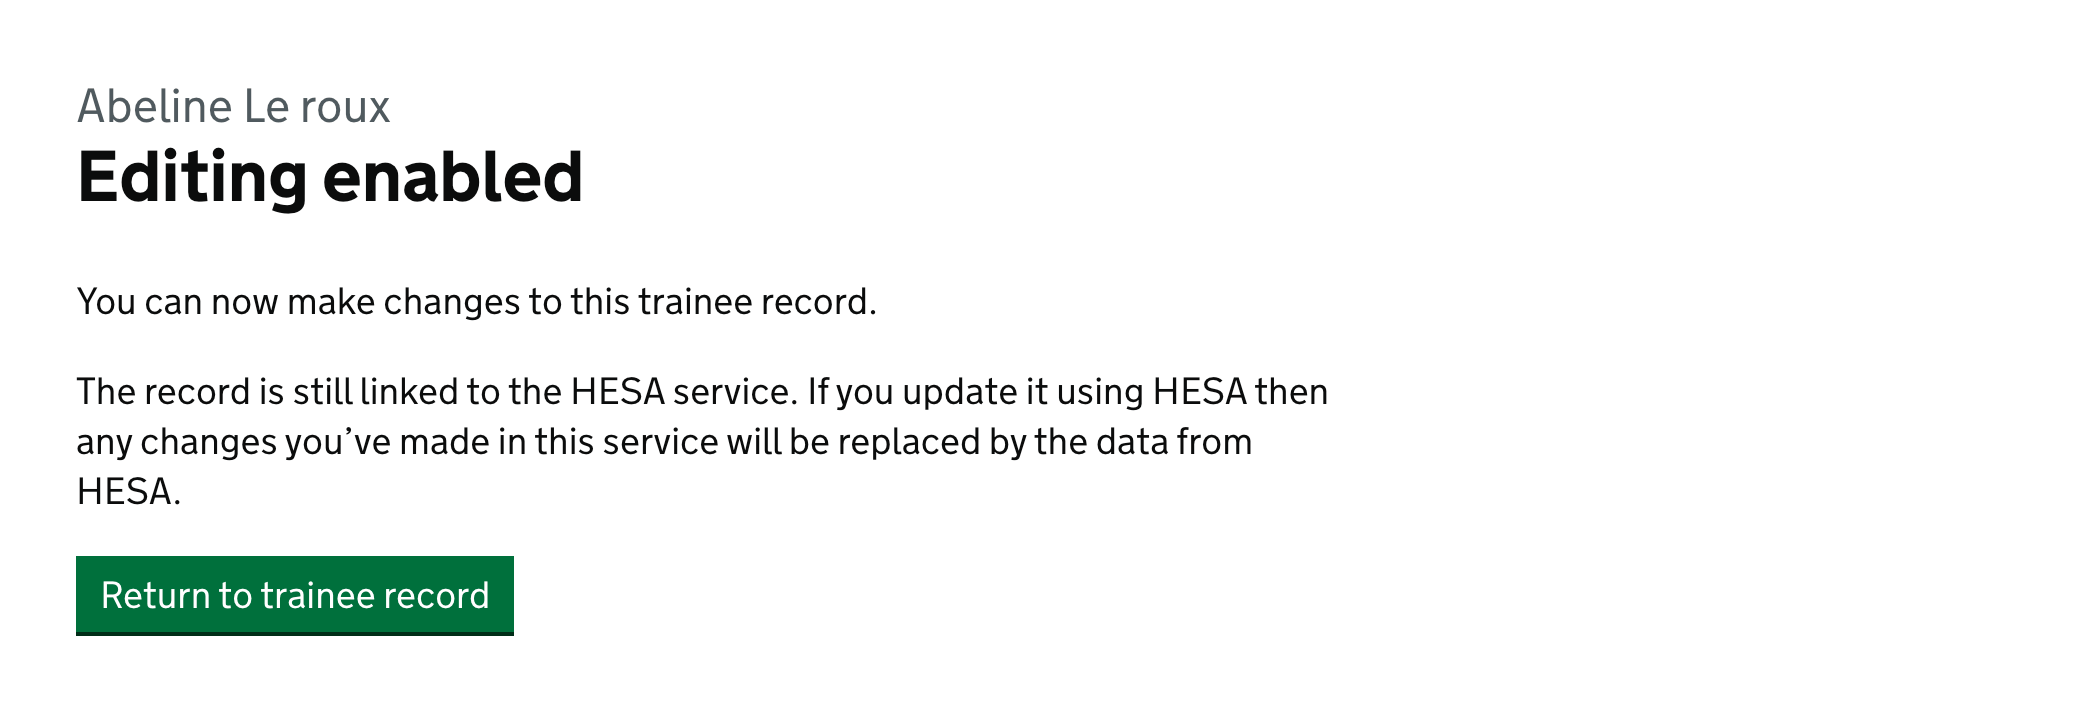 Abeline Le roux
Editing enabled
You can now make changes to this trainee record.
The record is still linked to the HESA service. If you update it using HESA then
any changes you’ve made in this service will be replaced by the data from
HESA.
Return to trainee record